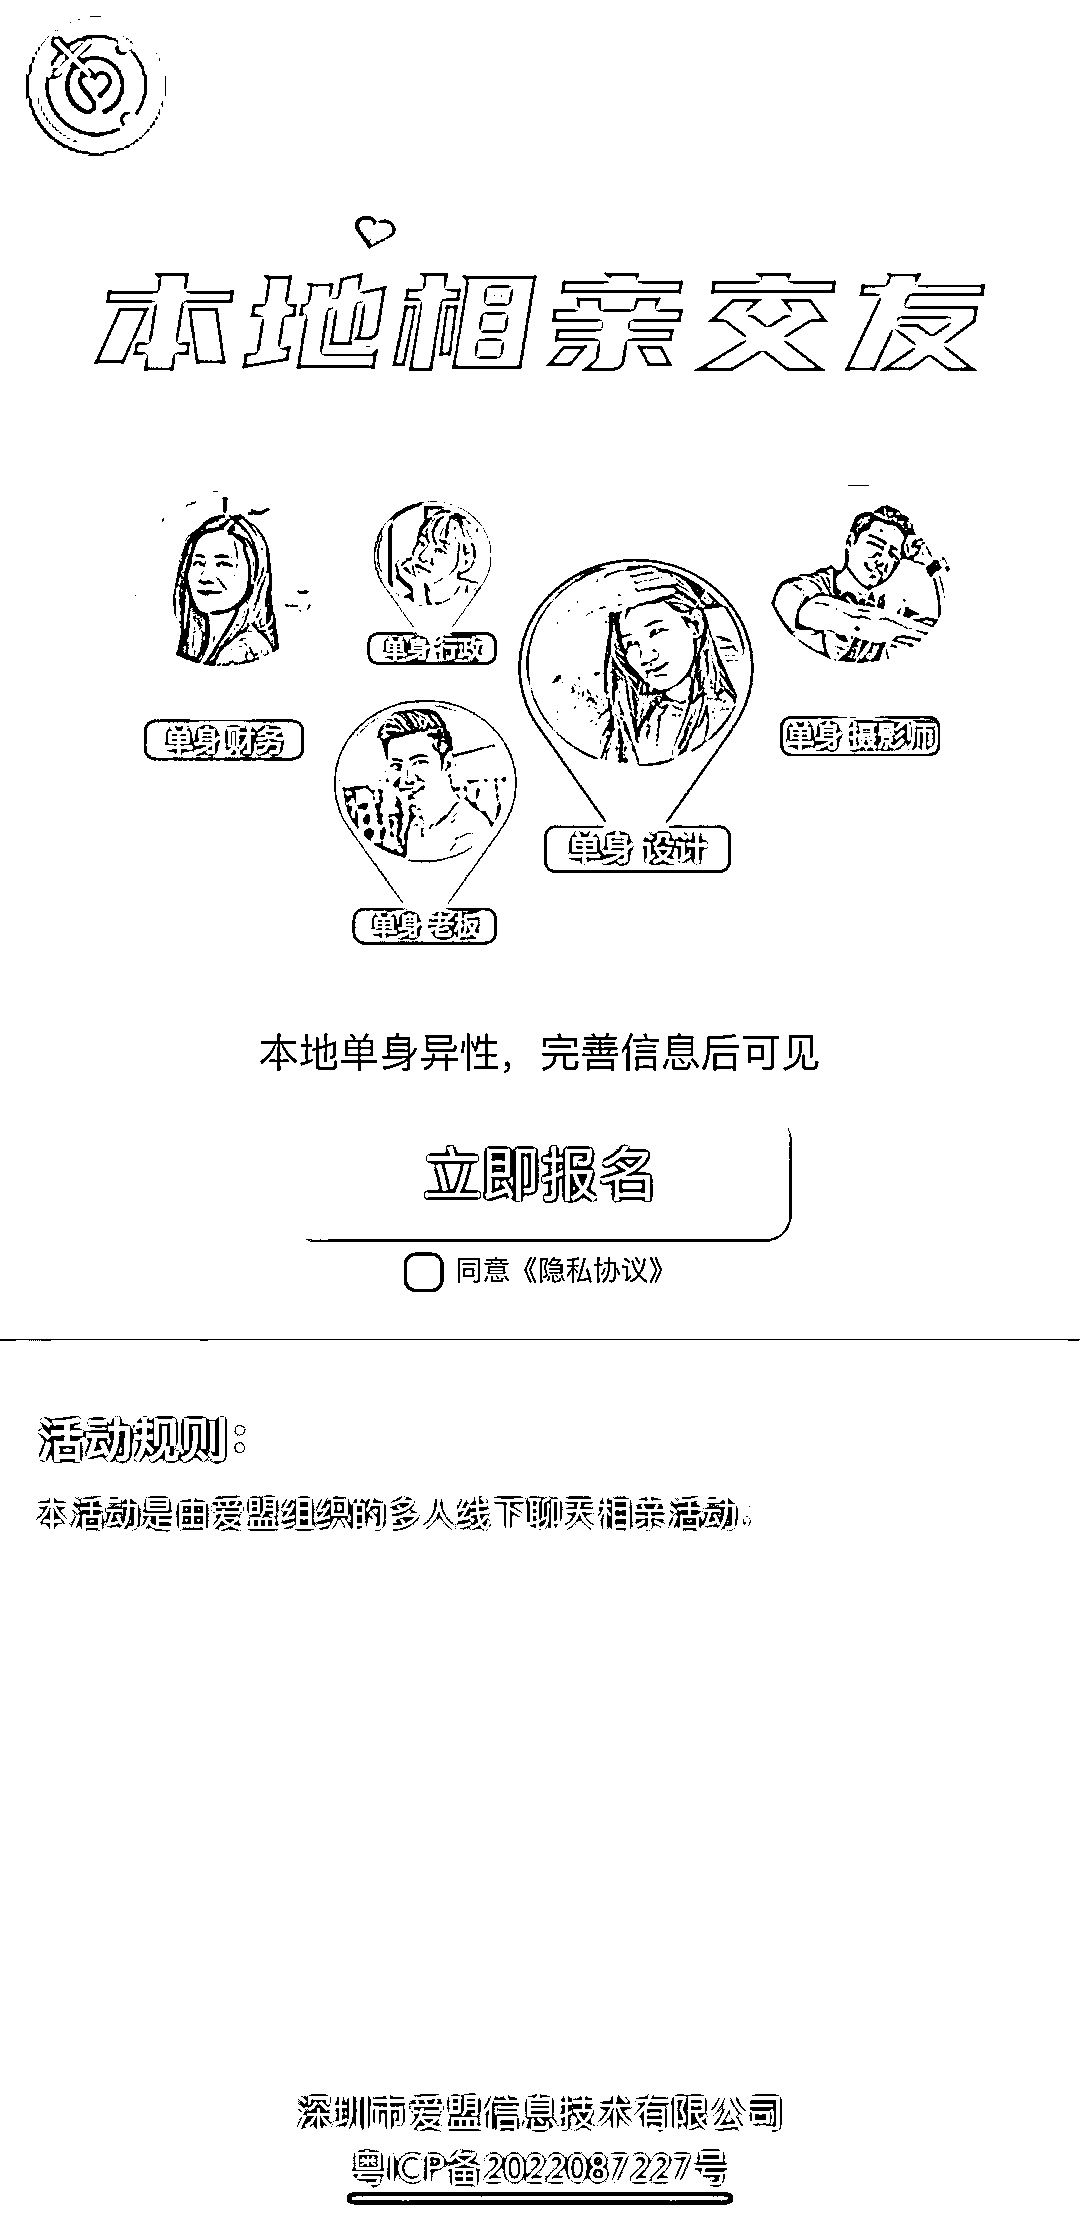 本地相亲交友
单身行政
单身财务
单身摄影师
单身 设计
单身老板
本地单身异性，完善信息后可见
立即报名
同意《隐私协议》
活动规则：
本活动是由爱盟组织的多人线下聊天相亲活动。
深圳市爱盟信息技术有限公司
粤ICP备2022087227号